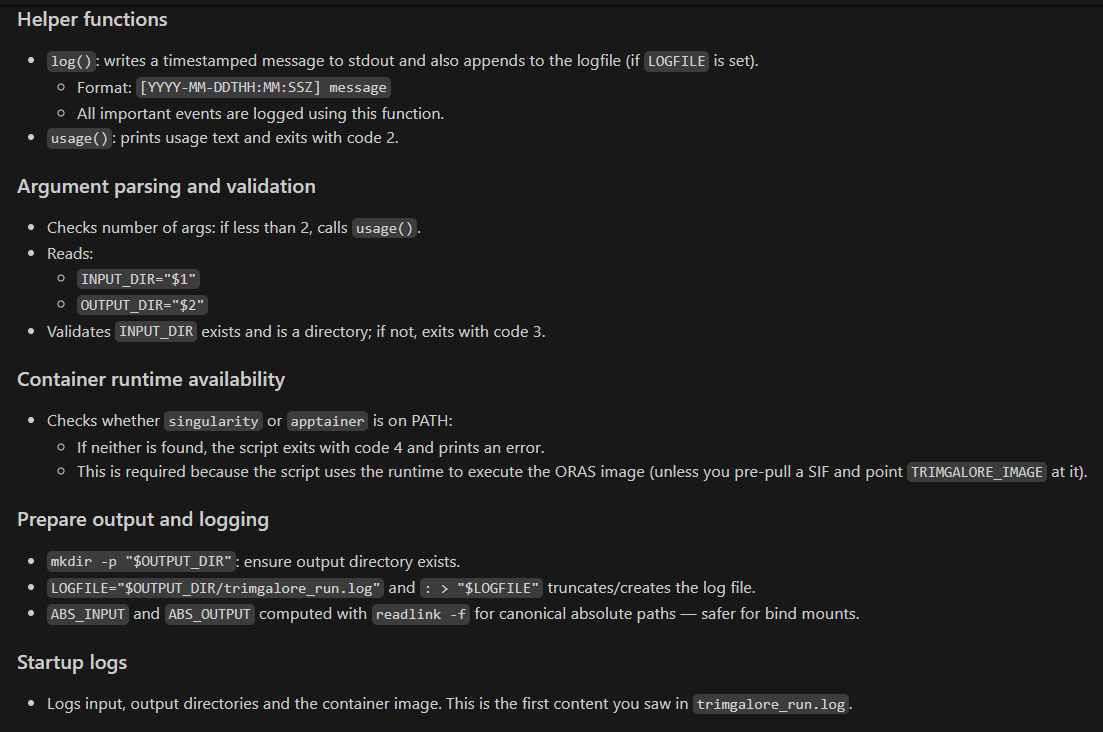 Helper functions
• log(): writes a timestamped message to stdout and also appends to the logfile (if LOGFILE is set).
○ Format: [YYYY-MM-DDTHH:MM:SSZ] message
○ All important events are logged using this function.
• usage(): prints usage text and exits with code 2.
Argument parsing and validation
• Checks number of args: if less than 2, calls usage().
• Reads:
○ INPUT_DIR="$1"
○ OUTPUT_DIR="$2"
• Validates INPUT_DIR exists and is a directory; if not, exits with code 3.
Container runtime availability
• Checks whether singularity or apptainer is on PATH:
○ If neither is found, the script exits with code 4 and prints an error.
○ This is required because the script uses the runtime to execute the ORAS image (unless you pre-pull a SIF and point TRIMGALORE_IMAGE at it).
Prepare output and logging
• mkdir -p "$OUTPUT_DIR": ensure output directory exists.
• LOGFILE="$OUTPUT_DIR/trimgalore_run.log" and : > "$LOGFILE" truncates/creates the log file.
• ABS_INPUT and ABS_OUTPUT computed with readlink -f for canonical absolute paths — safer for bind mounts.
Startup logs
• Logs input, output directories and the container image. This is the first content you saw in trimgalore_run.log.